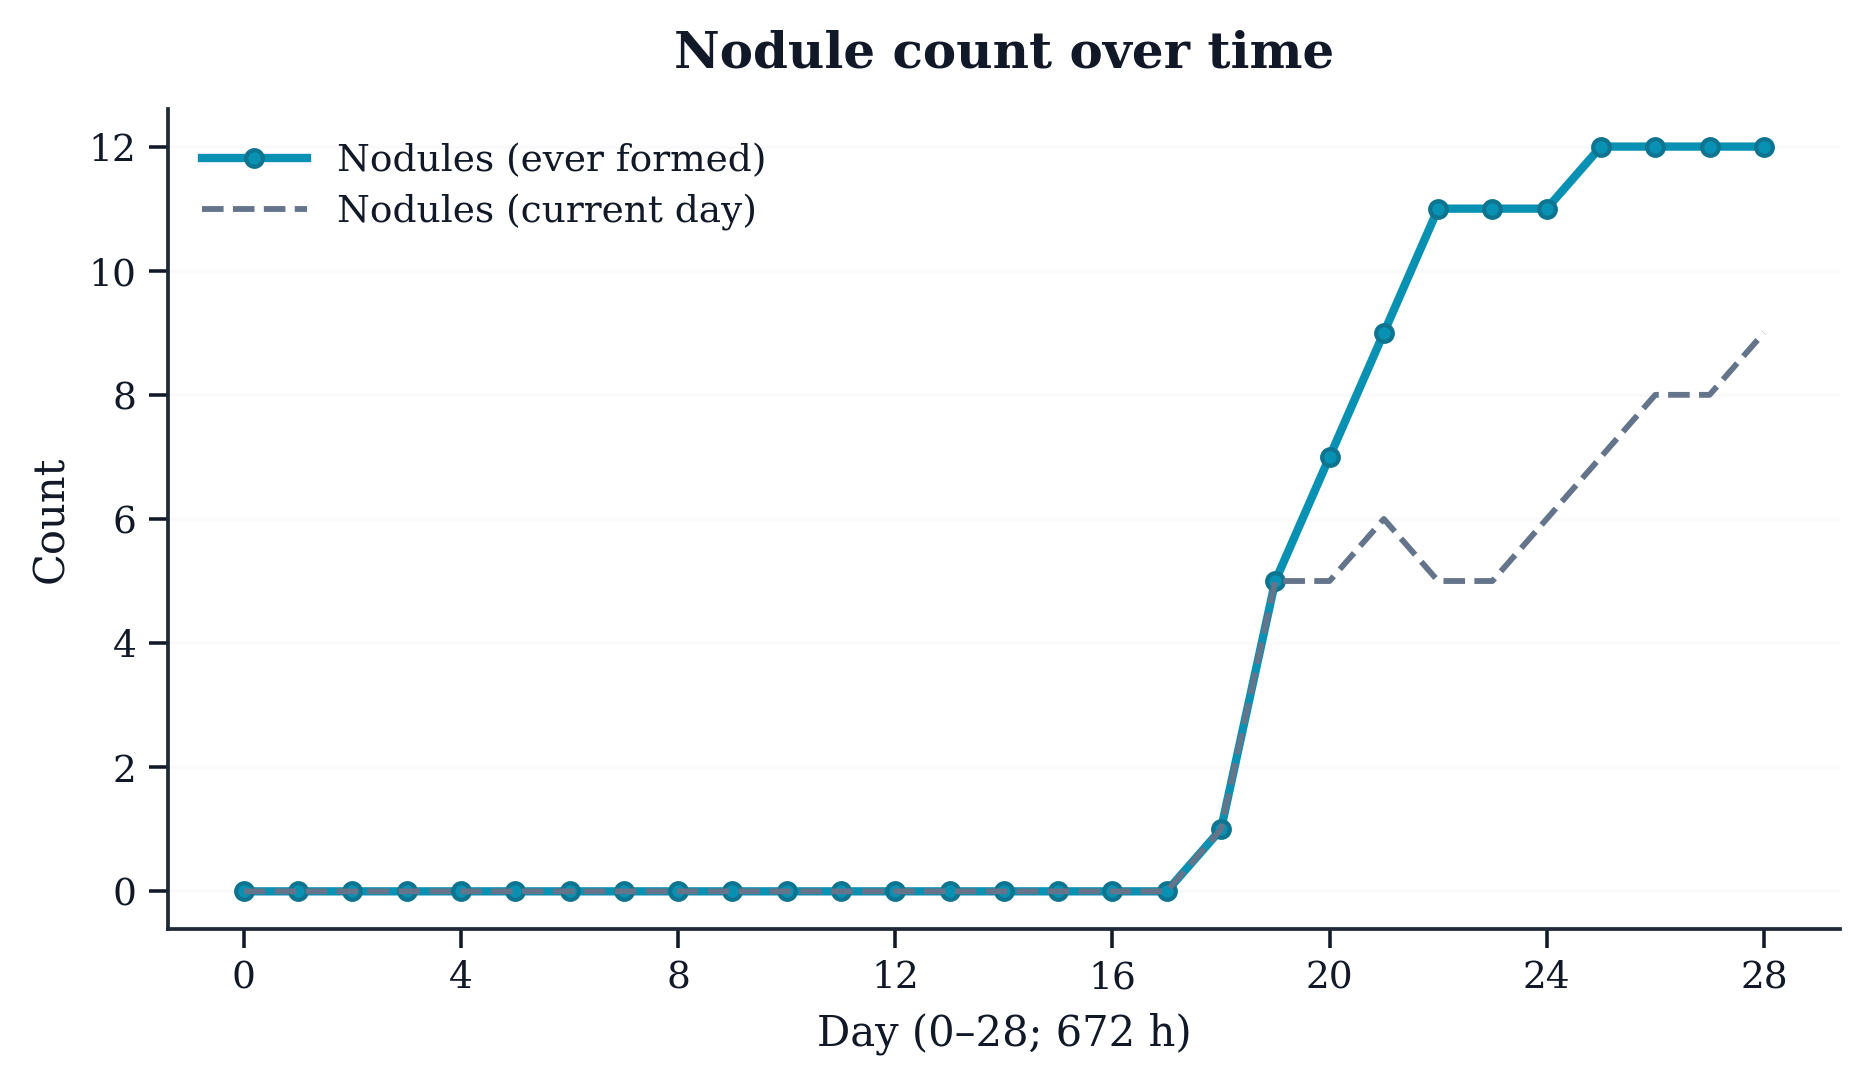 Nodule count over time
Nodules (ever formed)
Nodules (current day)
Count
12
10
8
6
4
2
0
0 4 8 12 16 20 24 28
Day (0–28; 672 h)